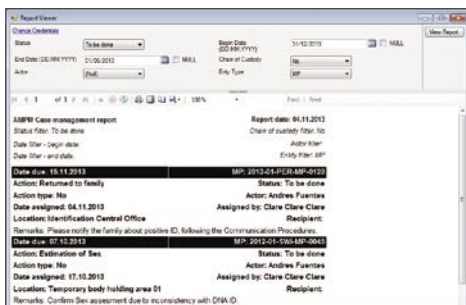 Report Viewer
Change Credentials
Status To be done Begin Date (DD.MM.YYYY) 31/12/2013 NULL View Report
End Date (DD.MM.YYYY) NULL Chain of Custody No
Actor (Null) Entity Type MP
1 of 1 100% Find | Next
AMPM Case management report Report date: 04.11.2013
Status filter: To be done Chain of custody filter: No
Date filter - begin date: Actor filter:
Date filter - end date: Entity filter: MP
Date due: 15.11.2013 MP: 2013-01-PER-MP-0128
Action: Returned to family Status: To be done
Action type: No Actor: Andres Fuentes
Date assigned: 04.11.2013 Assigned by: Clare Clare Clare
Location: Identification Central Office Recipient:
Remarks: Please notify the family about positive ID, following the Communication Procedures.
Date due: 07.10.2013 MP: 2012-01-SWI-MP-0045
Action: Estimation of Sex Status: To be done
Action type: No Actor: Andres Fuentes
Date assigned: 17.10.2013 Assigned by: Clare Clare Clare
Location: Temporary body holding area 01 Recipient:
Remarks: Confirm Sex assesment due to inconsistency with DNA ID.